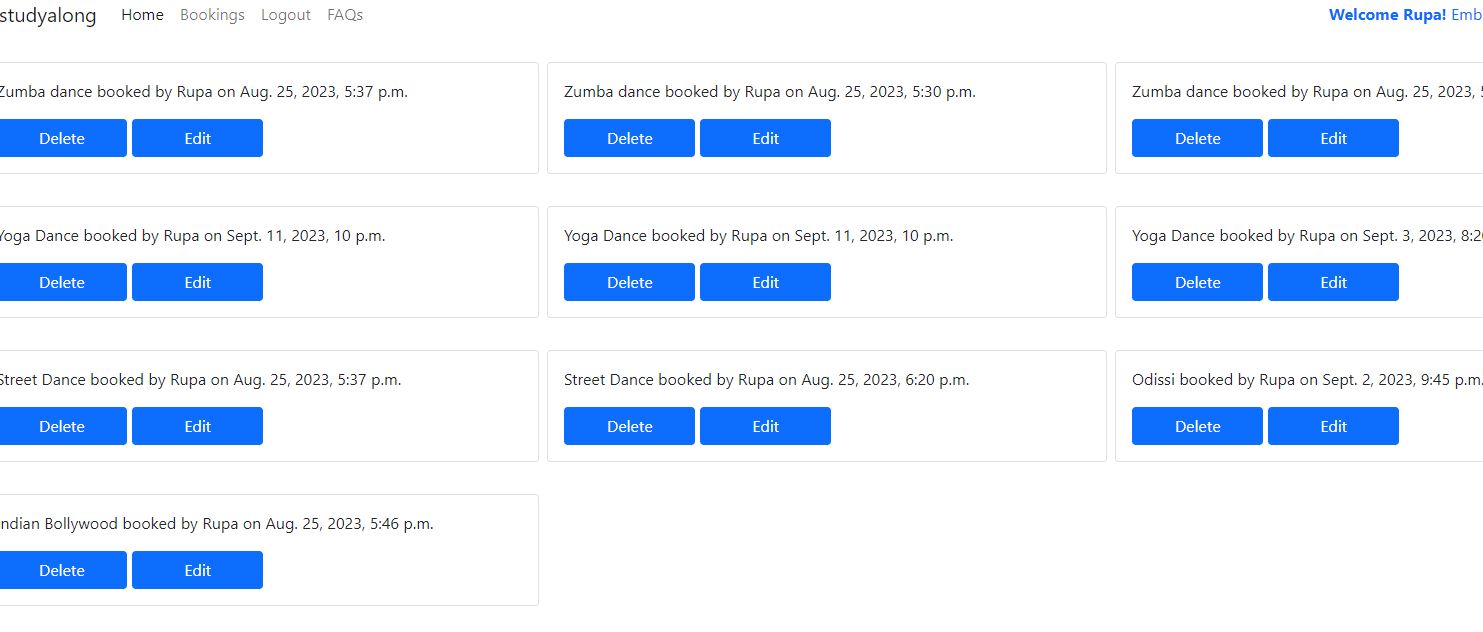 studyalong Home Bookings Logout FAQs Welcome Rupa!
Zumba dance booked by Rupa on Aug. 25, 2023, 5:37 p.m.
Delete Edit
Zumba dance booked by Rupa on Aug. 25, 2023, 5:30 p.m.
Delete Edit
Zumba dance booked by Rupa on Aug. 25, 2023,
Delete Edit
Yoga Dance booked by Rupa on Sept. 11, 2023, 10 p.m.
Delete Edit
Yoga Dance booked by Rupa on Sept. 11, 2023, 10 p.m.
Delete Edit
Yoga Dance booked by Rupa on Sept. 3, 2023,
Delete Edit
Street Dance booked by Rupa on Aug. 25, 2023, 5:37 p.m.
Delete Edit
Street Dance booked by Rupa on Aug. 25, 2023, 6:20 p.m.
Delete Edit
Odissi booked by Rupa on Sept. 2, 2023, 9:45 p.m.
Delete Edit
Indian Bollywood booked by Rupa on Aug. 25, 2023, 5:46 p.m.
Delete Edit